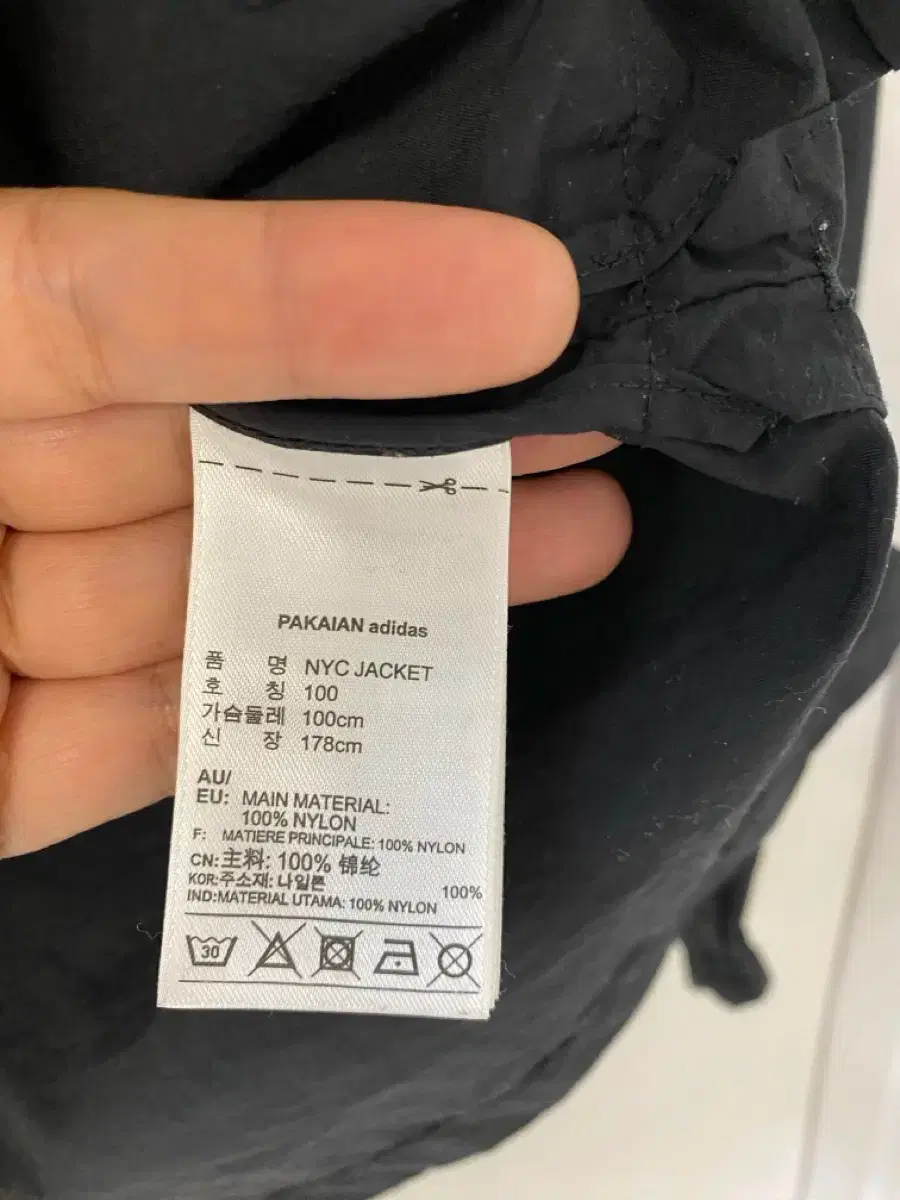 PAKAIAN adidas
품 명 NYC JACKET
호 칭 100
가슴둘레 100cm
신 장 178cm
AU/
EU: MAIN MATERIAL:
100% NYLON
F: MATIERE PRINCIPALE: 100% NYLON
CN:主料: 100% 锦纶
KOR:주소재: 나일론 100%
IND:MATERIAL UTAMA: 100% NYLON
30